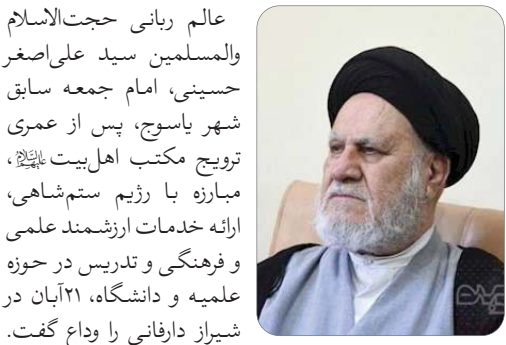 عالم ربانی حجت‌الاسلام
والمسلمین سید علی‌اصغر
حسینی، امام جمعه سابق
شهر یاسوج، پس از عمری
ترویج مکتب اهل‌بیت علیهم‌السلام،
مبارزه با رژیم ستم‌شاهی،
ارائه خدمات ارزشمند علمی
و فرهنگی و تدریس در حوزه
علمیه و دانشگاه، ۲۱آبان در
شیراز دارفانی را وداع گفت.